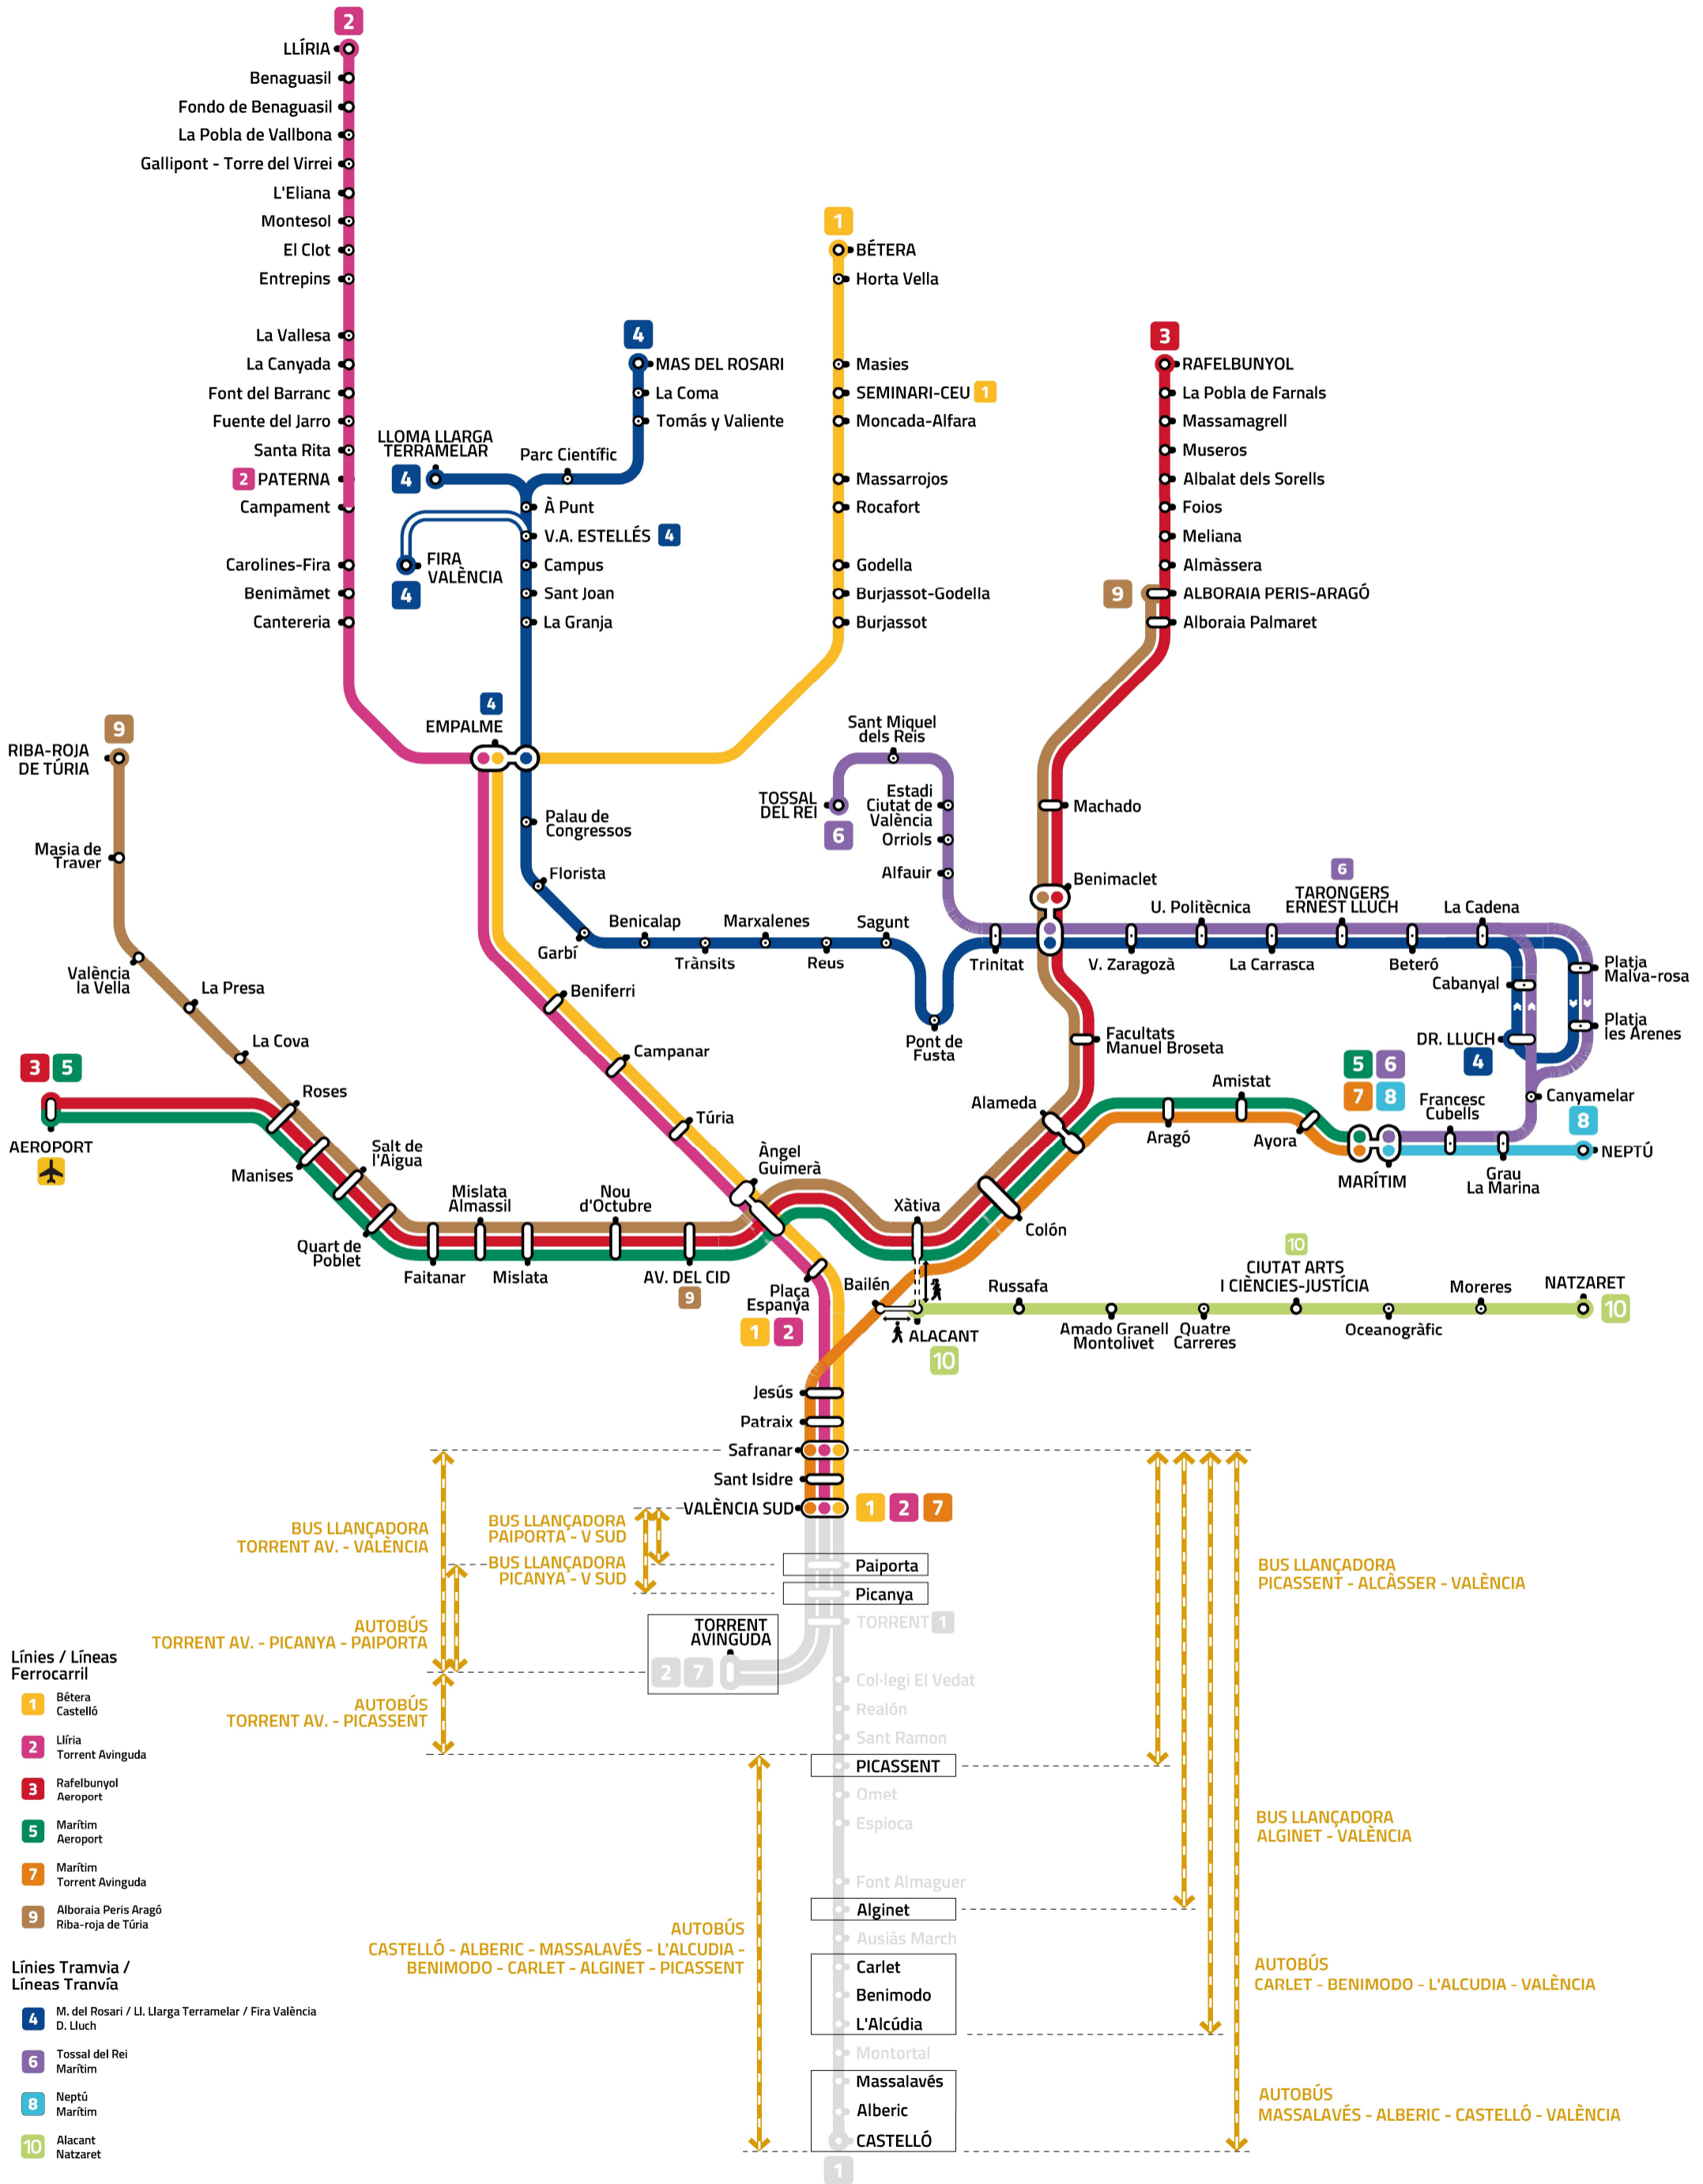 2
LLÍRIA
Benaguasil
Fondo de Benaguasil
La Pobla de Vallbona
Gallipont - Torre del Virrei
L'Eliana
Montesol
El Clot
Entrepins
La Vallesa
La Canyada
Font del Barranc
Fuente del Jarro
Santa Rita
2 PATERNA
Campament
Carolines-Fira
Benimàmet
Cantereria
4
MAS DEL ROSARI
La Coma
Tomás y Valiente
Parc Científic
LLOMA LLARGA
TERRAMELAR
4
À Punt
V.A. ESTELLÉS 4
FIRA
VALÈNCIA
4
Campus
Sant Joan
La Granja
1
BÉTERA
Horta Vella
Masies
SEMINARI-CEU 1
Moncada-Alfara
Massarrojos
Rocafort
Godella
Burjassot-Godella
Burjassot
3
RAFELBUNYOL
La Pobla de Farnals
Massamagrell
Museros
Albalat dels Sorells
Foios
Meliana
Almàssera
9 ALBORAIA PERIS-ARAGÓ
Alboraia Palmaret
Machado
Benimaclet
4
EMPALME
Palau de
Congressos
Florista
Garbí
Benicalap
Trànsits
Marxalenes
Reus
Sagunt
Pont de
Fusta
Sant Miquel
dels Reis
TOSSAL
DEL REI
6
Estadi
Ciutat de
València
Orriols
Alfauir
Trinitat
V. Zaragozà
U. Politècnica
La Carrasca
6
TARONGERS
ERNEST LLUCH
Beteró
La Cadena
Platja
Malva-rosa
Platja
les Arenes
Cabanyal
DR. LLUCH
4
Canyamelar
8
NEPTÚ
Francesc
Cubells
Grau
La Marina
5 6
7 8
MARÍTIM
Ayora
Amistat
Aragó
Facultats
Manuel Broseta
Alameda
Colón
Xàtiva
9
RIBA-ROJA
DE TÚRIA
Masia de
Traver
València
la Vella
La Presa
La Cova
Roses
3 5
AEROPORT
Manises
Salt de
l'Aigua
Quart de
Poblet
Faitanar
Mislata
Almassil
Mislata
Nou
d'Octubre
AV. DEL CID
9
Beniferri
Campanar
Túria
Àngel
Guimerà
Plaça
Espanya
1 2
Bailén
ALACANT
10
Russafa
Amado Granell
Montolivet
Quatre
Carreres
10
CIUTAT ARTS
I CIÈNCIES-JUSTÍCIA
Oceanogràfic
Moreres
NATZARET
10
Jesús
Patraix
Safranar
Sant Isidre
VALÈNCIA SUD 1 2 7
Paiporta
Picanya
TORRENT 1
TORRENT
AVINGUDA
2 7
Col·legi El Vedat
Realón
Sant Ramon
PICASSENT
Omet
Espioca
Font Almaguer
Alginet
Ausiàs March
Carlet
Benimodo
L'Alcúdia
Montortal
Massalavés
Alberic
CASTELLÓ
1
BUS LLANÇADORA
TORRENT AV. - VALÈNCIA
BUS LLANÇADORA
PAIPORTA - V SUD
BUS LLANÇADORA
PICANYA - V SUD
AUTOBÚS
TORRENT AV. - PICANYA - PAIPORTA
AUTOBÚS
TORRENT AV. - PICASSENT
AUTOBÚS
CASTELLÓ - ALBERIC - MASSALAVÉS - L'ALCUDIA -
BENIMODO - CARLET - ALGINET - PICASSENT
BUS LLANÇADORA
PICASSENT - ALCÀSSER - VALÈNCIA
BUS LLANÇADORA
ALGINET - VALÈNCIA
AUTOBÚS
CARLET - BENIMODO - L'ALCUDIA - VALÈNCIA
AUTOBÚS
MASSALAVÉS - ALBERIC - CASTELLÓ - VALÈNCIA
Línies / Líneas
Ferrocarril
1 Bétera
Castelló
2 Llíria
Torrent Avinguda
3 Rafelbunyol
Aeroport
5 Marítim
Aeroport
7 Marítim
Torrent Avinguda
9 Alboraia Peris Aragó
Riba-roja de Túria
Línies Tramvia /
Líneas Tranvía
4 M. del Rosari / Ll. Llarga Terramelar / Fira València
D. Lluch
6 Tossal del Rei
Marítim
8 Neptú
Marítim
10 Alacant
Natzaret